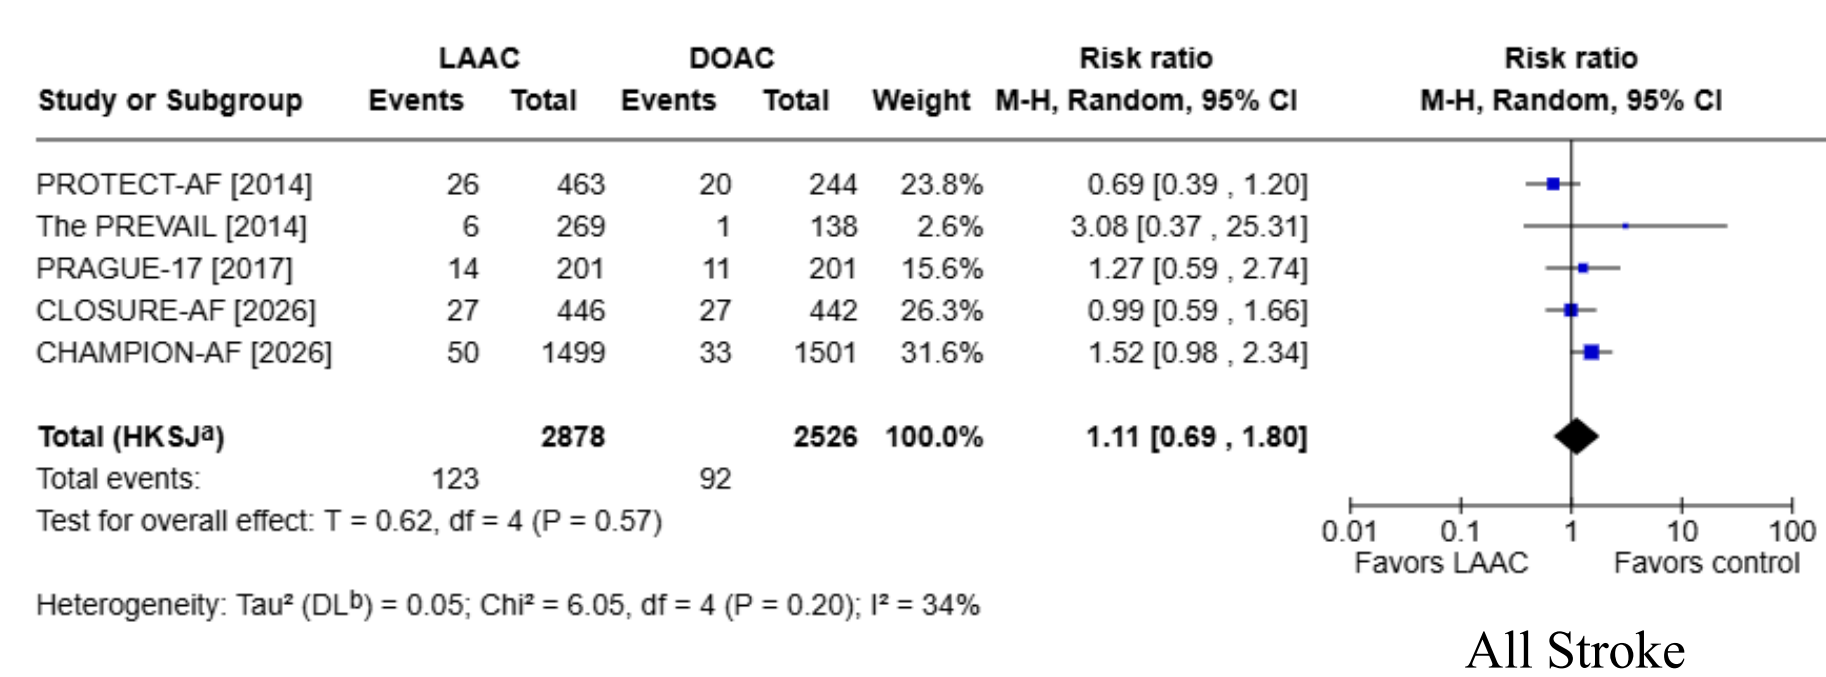 LAAC DOAC Risk ratio Risk ratio
Study or Subgroup Events Total Events Total Weight M-H, Random, 95% CI M-H, Random, 95% CI
PROTECT-AF [2014] 26 463 20 244 23.8% 0.69 [0.39 , 1.20]
The PREVAIL [2014] 6 269 1 138 2.6% 3.08 [0.37 , 25.31]
PRAGUE-17 [2017] 14 201 11 201 15.6% 1.27 [0.59 , 2.74]
CLOSURE-AF [2026] 27 446 27 442 26.3% 0.99 [0.59 , 1.66]
CHAMPION-AF [2026] 50 1499 33 1501 31.6% 1.52 [0.98 , 2.34]
Total (HKSJᵃ) 2878 2526 100.0% 1.11 [0.69 , 1.80]
Total events: 123 92
Test for overall effect: T = 0.62, df = 4 (P = 0.57)
0.01 0.1 1 10 100
Favors LAAC Favors control
Heterogeneity: Tau² (DLᵇ) = 0.05; Chi² = 6.05, df = 4 (P = 0.20); I² = 34%
All Stroke